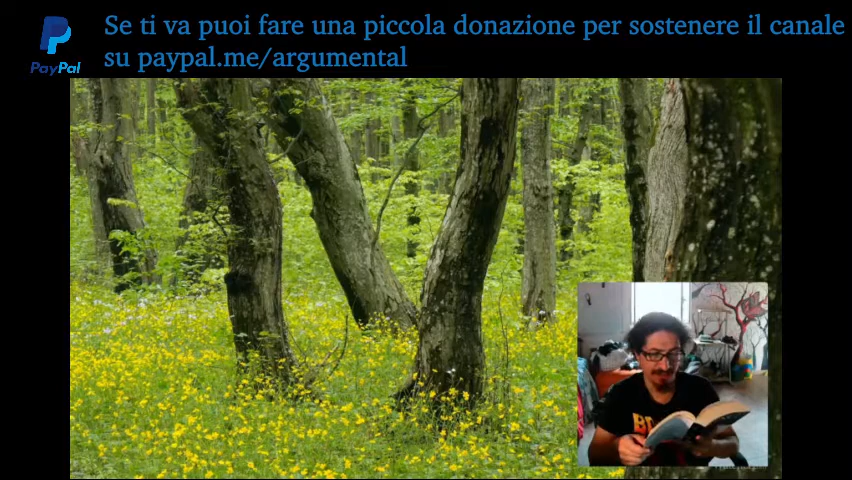 Se ti va puoi fare una piccola donazione per sostenere il canale
su paypal.me/argumental
PayPal